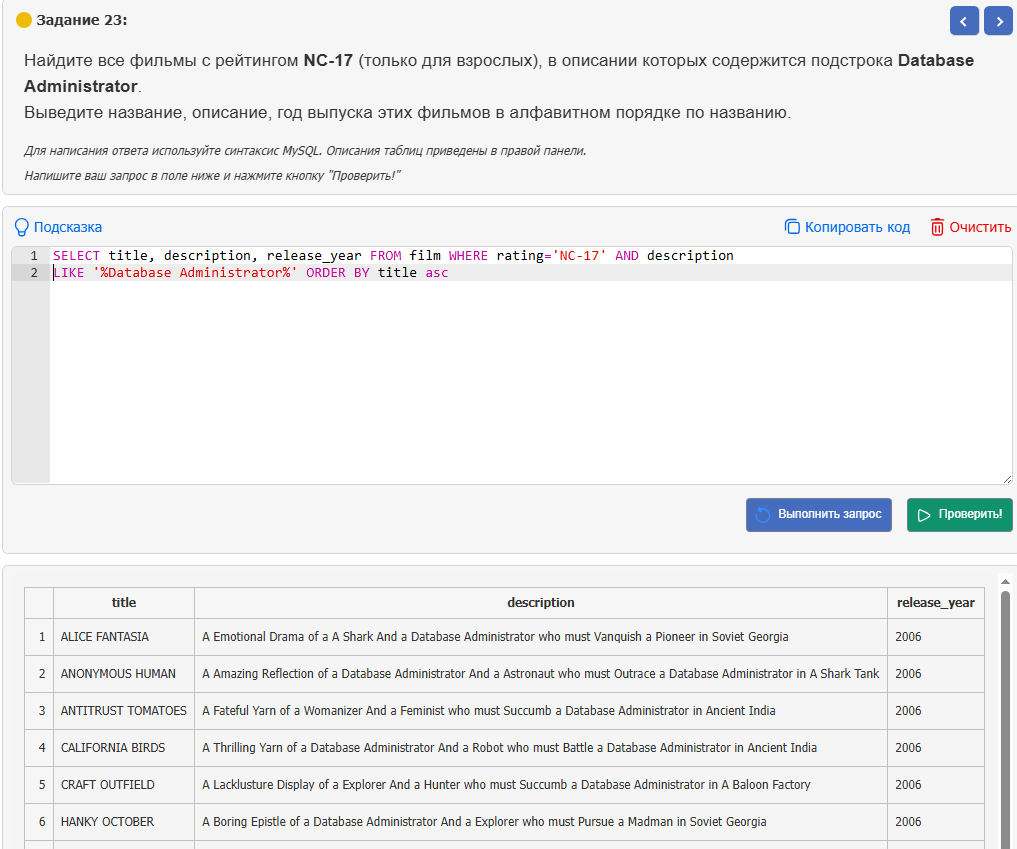 Задание 23:
Найдите все фильмы с рейтингом NC-17 (только для взрослых), в описании которых содержится подстрока Database
Administrator.
Выведите название, описание, год выпуска этих фильмов в алфавитном порядке по названию.
Для написания ответа используйте синтаксис MySQL. Описания таблиц приведены в правой панели.
Напишите ваш запрос в поле ниже и нажмите кнопку "Проверить!"
Подсказка Копировать код Очистить
1 SELECT title, description, release_year FROM film WHERE rating='NC-17' AND description
2 LIKE '%Database Administrator%' ORDER BY title asc
Выполнить запрос Проверить!
title description release_year
1 ALICE FANTASIA A Emotional Drama of a A Shark And a Database Administrator who must Vanquish a Pioneer in Soviet Georgia 2006
2 ANONYMOUS HUMAN A Amazing Reflection of a Database Administrator And a Astronaut who must Outrace a Database Administrator in A Shark Tank 2006
3 ANTITRUST TOMATOES A Fateful Yarn of a Womanizer And a Feminist who must Succumb a Database Administrator in Ancient India 2006
4 CALIFORNIA BIRDS A Thrilling Yarn of a Database Administrator And a Robot who must Battle a Database Administrator in Ancient India 2006
5 CRAFT OUTFIELD A Lacklusture Display of a Explorer And a Hunter who must Succumb a Database Administrator in A Baloon Factory 2006
6 HANKY OCTOBER A Boring Epistle of a Database Administrator And a Explorer who must Pursue a Madman in Soviet Georgia 2006